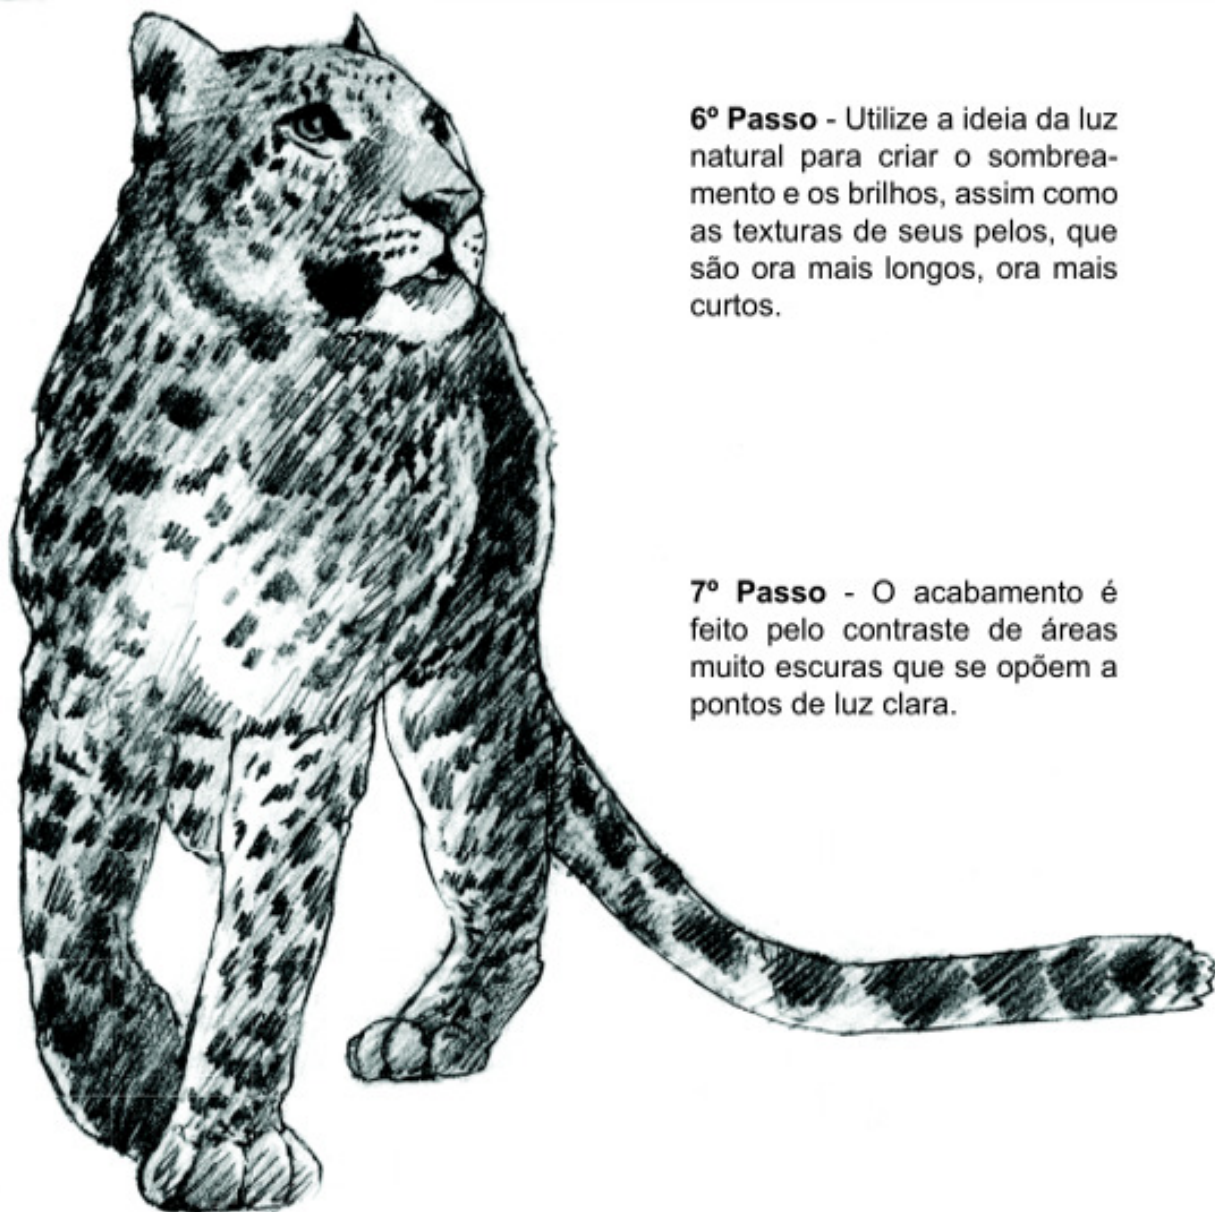 6º Passo - Utilize a ideia da luz
natural para criar o sombrea-
mento e os brilhos, assim como
as texturas de seus pelos, que
são ora mais longos, ora mais
curtos.
7º Passo - O acabamento é
feito pelo contraste de áreas
muito escuras que se opõem a
pontos de luz clara.